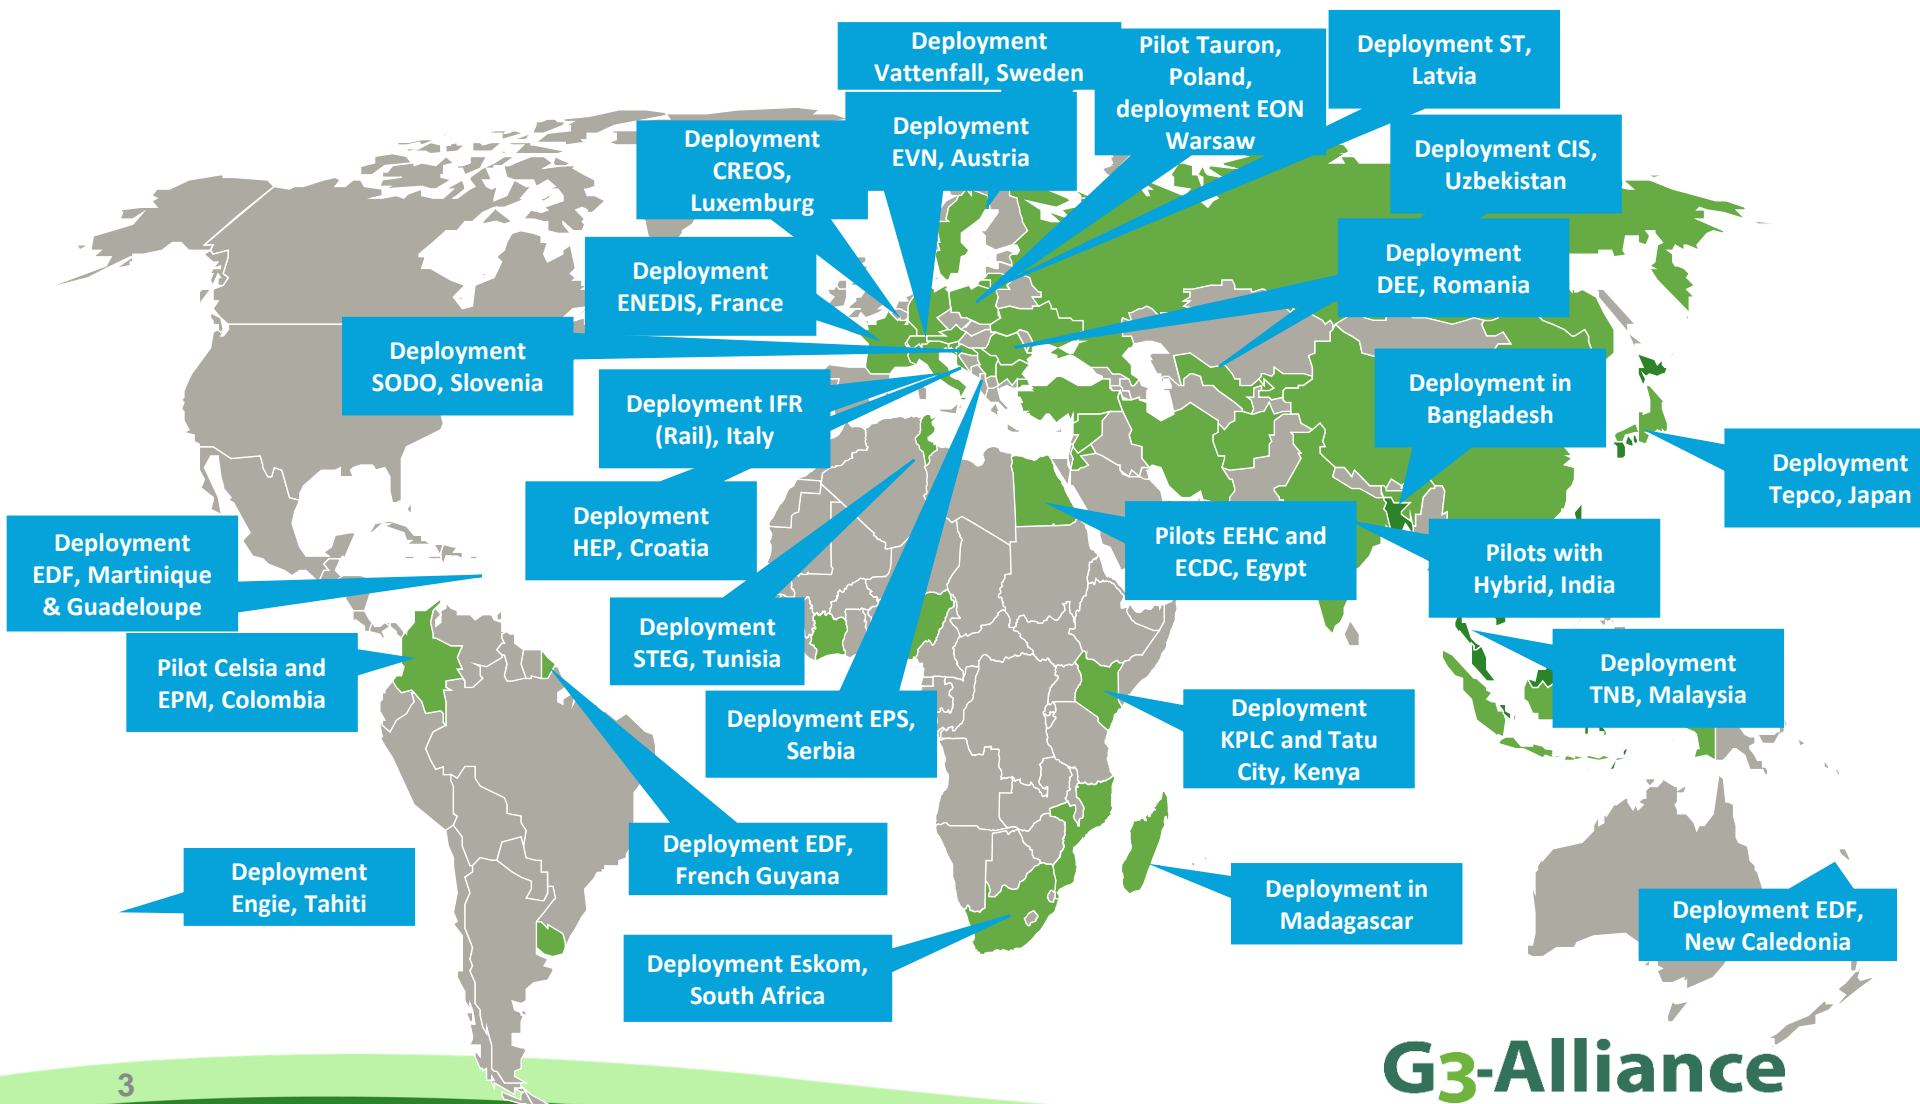 Deployment
Vattenfall, Sweden
Pilot Tauron,
Poland,
deployment EON
Warsaw
Deployment ST,
Latvia
Deployment
CREOS,
Luxemburg
Deployment
EVN, Austria
Deployment CIS,
Uzbekistan
Deployment
ENEDIS, France
Deployment
DEE, Romania
Deployment
SODO, Slovenia
Deployment IFR
(Rail), Italy
Deployment in
Bangladesh
Deployment
Tepco, Japan
Deployment
HEP, Croatia
Deployment
EDF, Martinique
& Guadeloupe
Pilots EEHC and
ECDC, Egypt
Pilots with
Hybrid, India
Deployment
STEG, Tunisia
Pilot Celsia and
EPM, Colombia
Deployment
TNB, Malaysia
Deployment EPS,
Serbia
Deployment
KPLC and Tatu
City, Kenya
Deployment EDF,
French Guyana
Deployment
Engie, Tahiti
Deployment in
Madagascar
Deployment EDF,
New Caledonia
Deployment Eskom,
South Africa
3
G3-Alliance